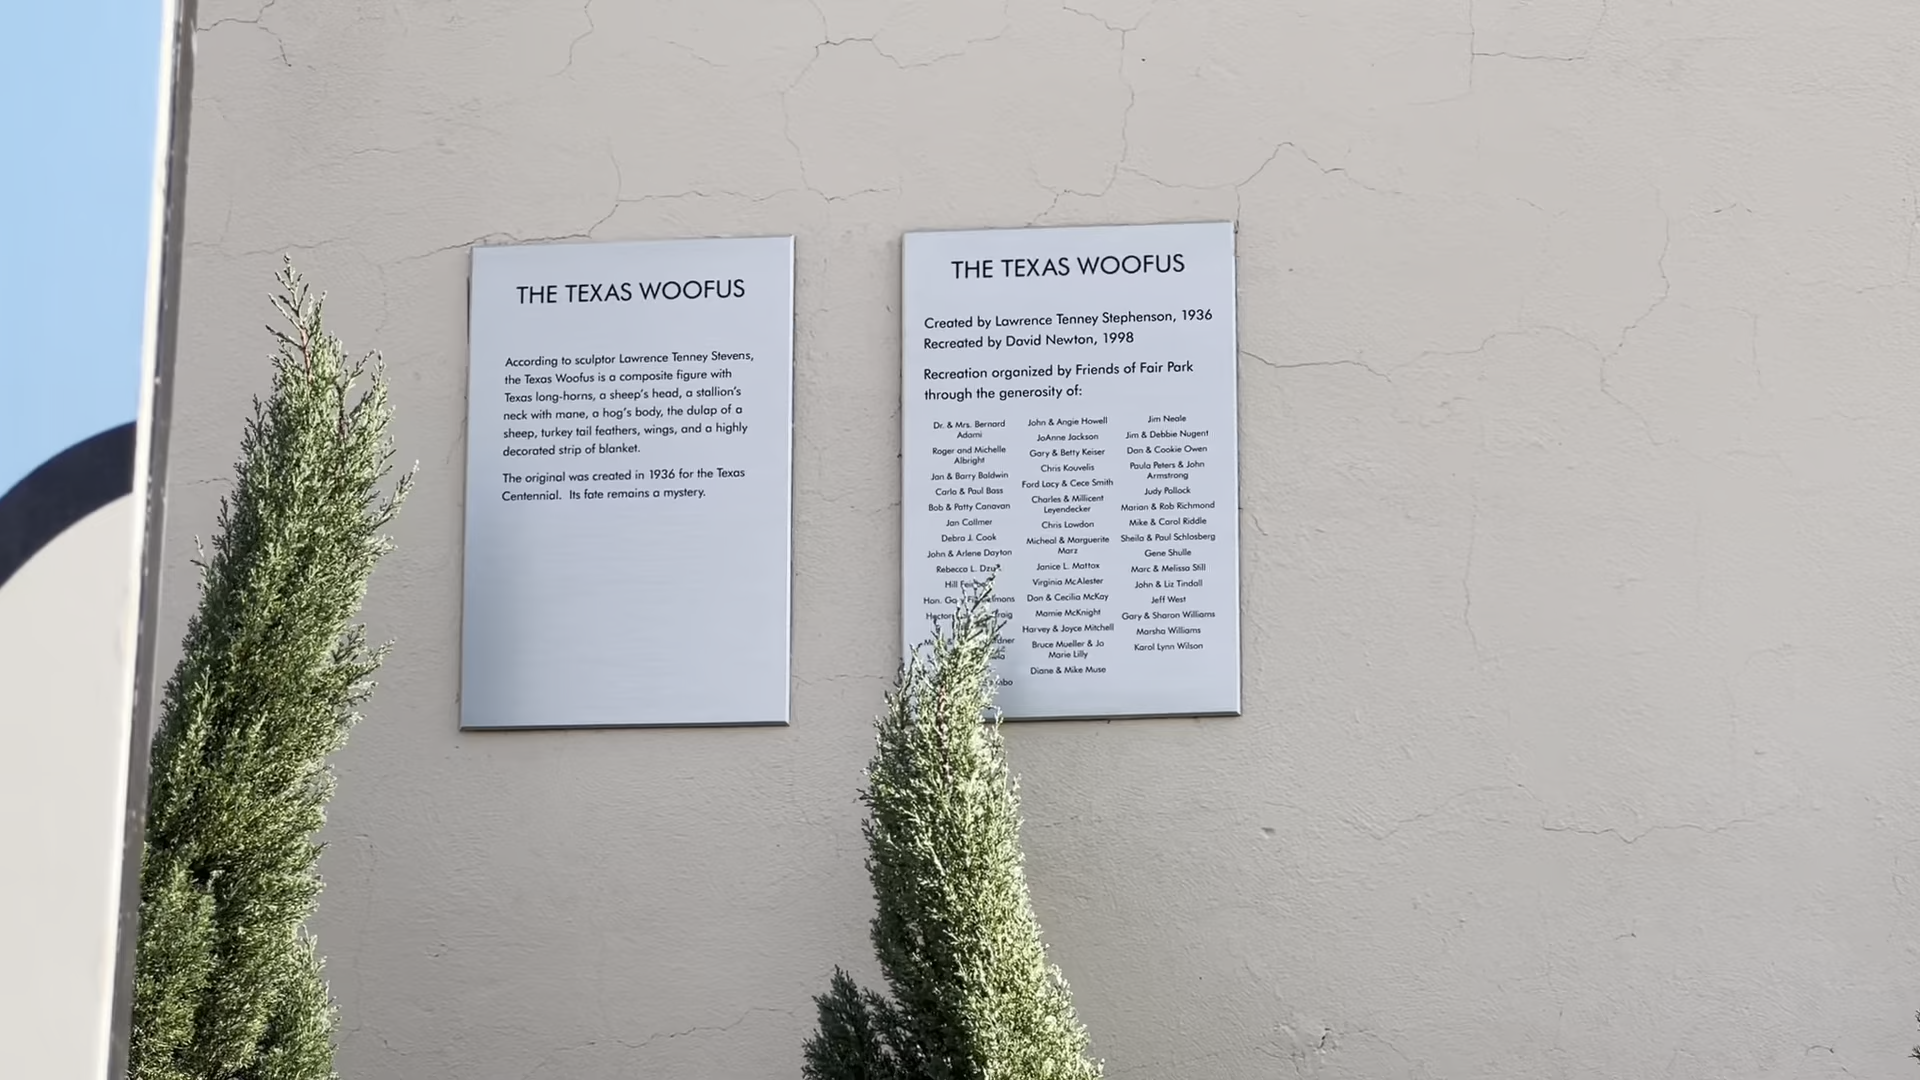 THE TEXAS WOOFUS
According to sculptor Lawrence Tenney Stevens,
the Texas Woofus is a composite figure with
Texas long-horns, a sheep's head, a stallion's
neck with mane, a hog's body, the dulap of a
sheep, turkey tail feathers, wings, and a highly
decorated strip of blanket.
The original was created in 1936 for the Texas
Centennial. Its fate remains a mystery.
THE TEXAS WOOFUS
Created by Lawrence Tenney Stephenson, 1936
Recreated by David Newton, 1998
Recreation organized by Friends of Fair Park
through the generosity of:
Dr. & Mrs. Bernard
Adami
Roger and Michelle
Albright
Jan & Barry Baldwin
Carla & Paul Bass
Bob & Patty Canavan
Jan Collmer
Debra J. Cook
John & Arlene Dayton
Rebecca L.
Hill
Hon.
John & Angie Howell
JoAnne Jackson
Gary & Betty Keiser
Chris Kouvelis
Ford Lacy & Cece Smith
Charles & Millicent
Leyendecker
Chris Lowdon
Micheal & Marguerite
Marz
Janice L. Mattox
Virginia McAlester
Don & Cecilia McKay
Mamie McKnight
Harvey & Joyce Mitchell
Bruce Mueller & Jo
Marie Lilly
Diane & Mike Muse
Jim Neale
Jim & Debbie Nugent
Dan & Cookie Owen
Paula Peters & John
Armstrong
Judy Pollock
Marian & Rob Richmond
Mike & Carol Riddle
Sheila & Paul Schlosberg
Gene Shulle
Marc & Melissa Still
John & Liz Tindall
Jeff West
Gary & Sharon Williams
Marsha Williams
Karol Lynn Wilson